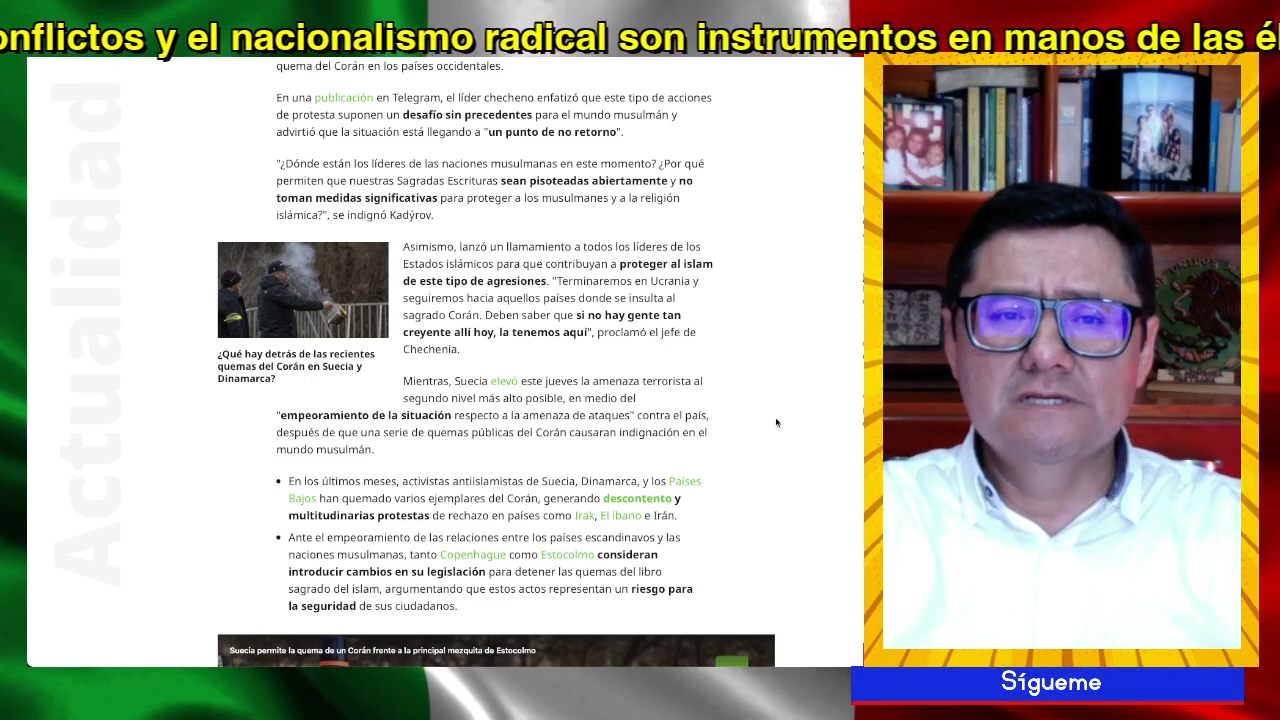 onflictos y el nacionalismo radical son instrumentos en manos de las él
Actualidad
quema del Corán en los países occidentales.
En una publicación en Telegram, el líder checheno enfatizó que este tipo de acciones
de protesta suponen un desafío sin precedentes para el mundo musulmán y
advirtió que la situación está llegando a "un punto de no retorno".
"¿Dónde están los líderes de las naciones musulmanas en este momento? ¿Por qué
permiten que nuestras Sagradas Escrituras sean pisoteadas abiertamente y no
toman medidas significativas para proteger a los musulmanes y a la religión
islámica?", se indignó Kadýrov.
Asimismo, lanzó un llamamiento a todos los líderes de los
Estados islámicos para que contribuyan a proteger al islam
de este tipo de agresiones. "Terminaremos en Ucrania y
seguiremos hacia aquellos países donde se insulta al
sagrado Corán. Deben saber que si no hay gente tan
creyente allí hoy, la tenemos aquí", proclamó el jefe de
Chechenia.
¿Qué hay detrás de las recientes
quemas del Corán en Suecia y
Dinamarca?
Mientras, Suecia elevó este jueves la amenaza terrorista al
segundo nivel más alto posible, en medio del
"empeoramiento de la situación respecto a la amenaza de ataques" contra el país,
después de que una serie de quemas públicas del Corán causaran indignación en el
mundo musulmán.
En los últimos meses, activistas antiislamistas de Suecia, Dinamarca, y los Países
Bajos han quemado varios ejemplares del Corán, generando descontento y
multitudinarias protestas de rechazo en países como Irak, El íbano e Irán.
Ante el empeoramiento de las relaciones entre los países escandinavos y las
naciones musulmanas, tanto Copenhague como Estocolmo consideran
introducir cambios en su legislación para detener las quemas del libro
sagrado del islam, argumentando que estos actos representan un riesgo para
la seguridad de sus ciudadanos.
Suecia permite la quema de un Corán frente a la principal mezquita de Estocolmo
Sígueme